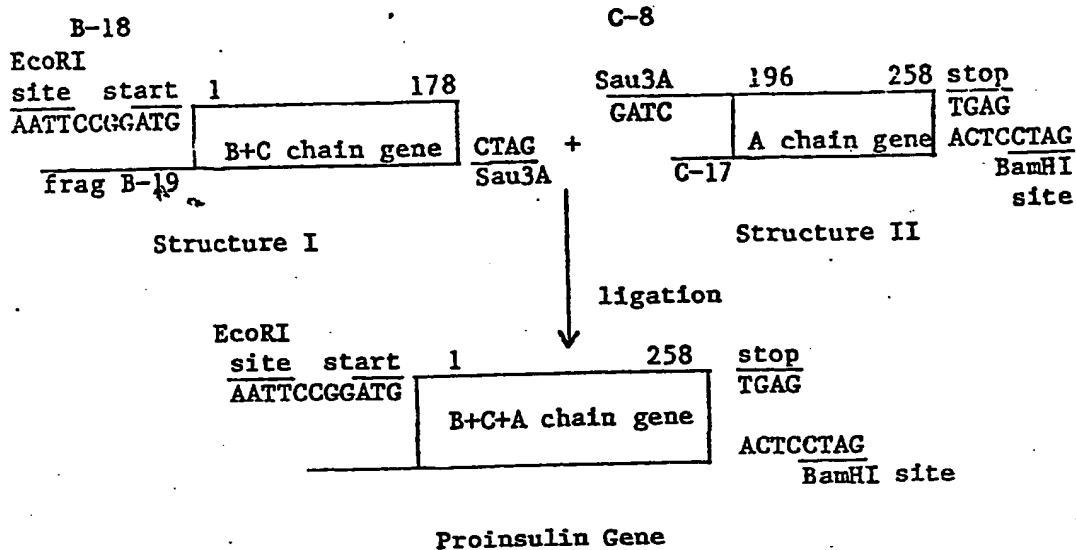 B-18 C-8
EcoRI
site start 1 178 Sau3A 196 258 stop
AATTCCGGATG GATC TGAG
B+C chain gene CTAG + A chain gene ACTCCTAG
frag B-19 Sau3A C-17 BamHI
site
Structure I Structure II
ligation
EcoRI
site start 1 258 stop
AATTCCGGATG TGAG
B+C+A chain gene
ACTCCTAG
BamHI site
Proinsulin Gene